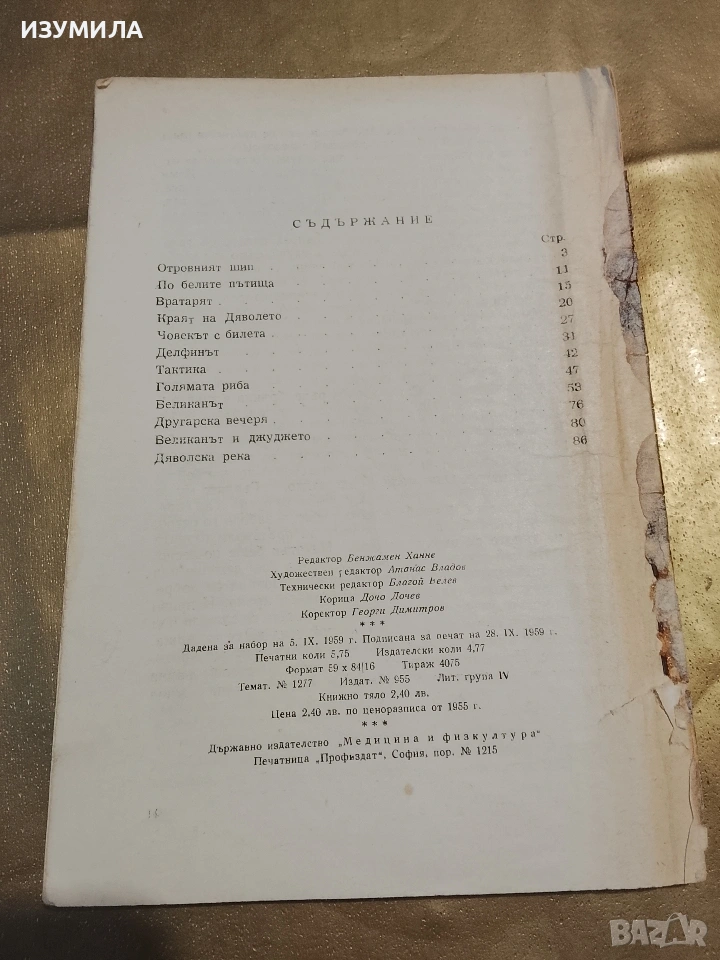 ИЗУМИЛА
СЪДЪРЖАНИЕ
Стр.
Отровният шип . . . . . . 3
По белите пътища . . . . . . 11
Вратарят . . . . . . 15
Краят на Дяволето . . . . . . 20
Човекът с билета . . . . . . 27
Делфинът . . . . . . 31
Тактика . . . . . . 42
Голямата риба . . . . . . 47
Великанът . . . . . . 53
Другарска вечеря . . . . . . 76
Великанът и джуджето . . . . . . 80
Дяволска река . . . . . . 86
Редактор Бенжамен Ханне
Художествен редактор Атанас Владов
Технически редактор Благой Белев
Корица Дочо Дочев
Коректор Георги Димитров
* * *
Дадена за набор на 5. IX. 1959 г. Подписана за печат на 28. IX. 1959 г.
Печатни коли 5,75 Издателски коли 4,77
Формат 59 х 84/16 Тираж 4075
Темат. № 1277 Издат. № 955 Лит. група IV
Книжно тяло 2,40 лв.
Цена 2,40 лв. по ценоразписа от 1955 г.
* * *
Държавно издателство „Медицина и физкултура“
Печатница „Профиздат“, София, пор. № 1215
BAZAR